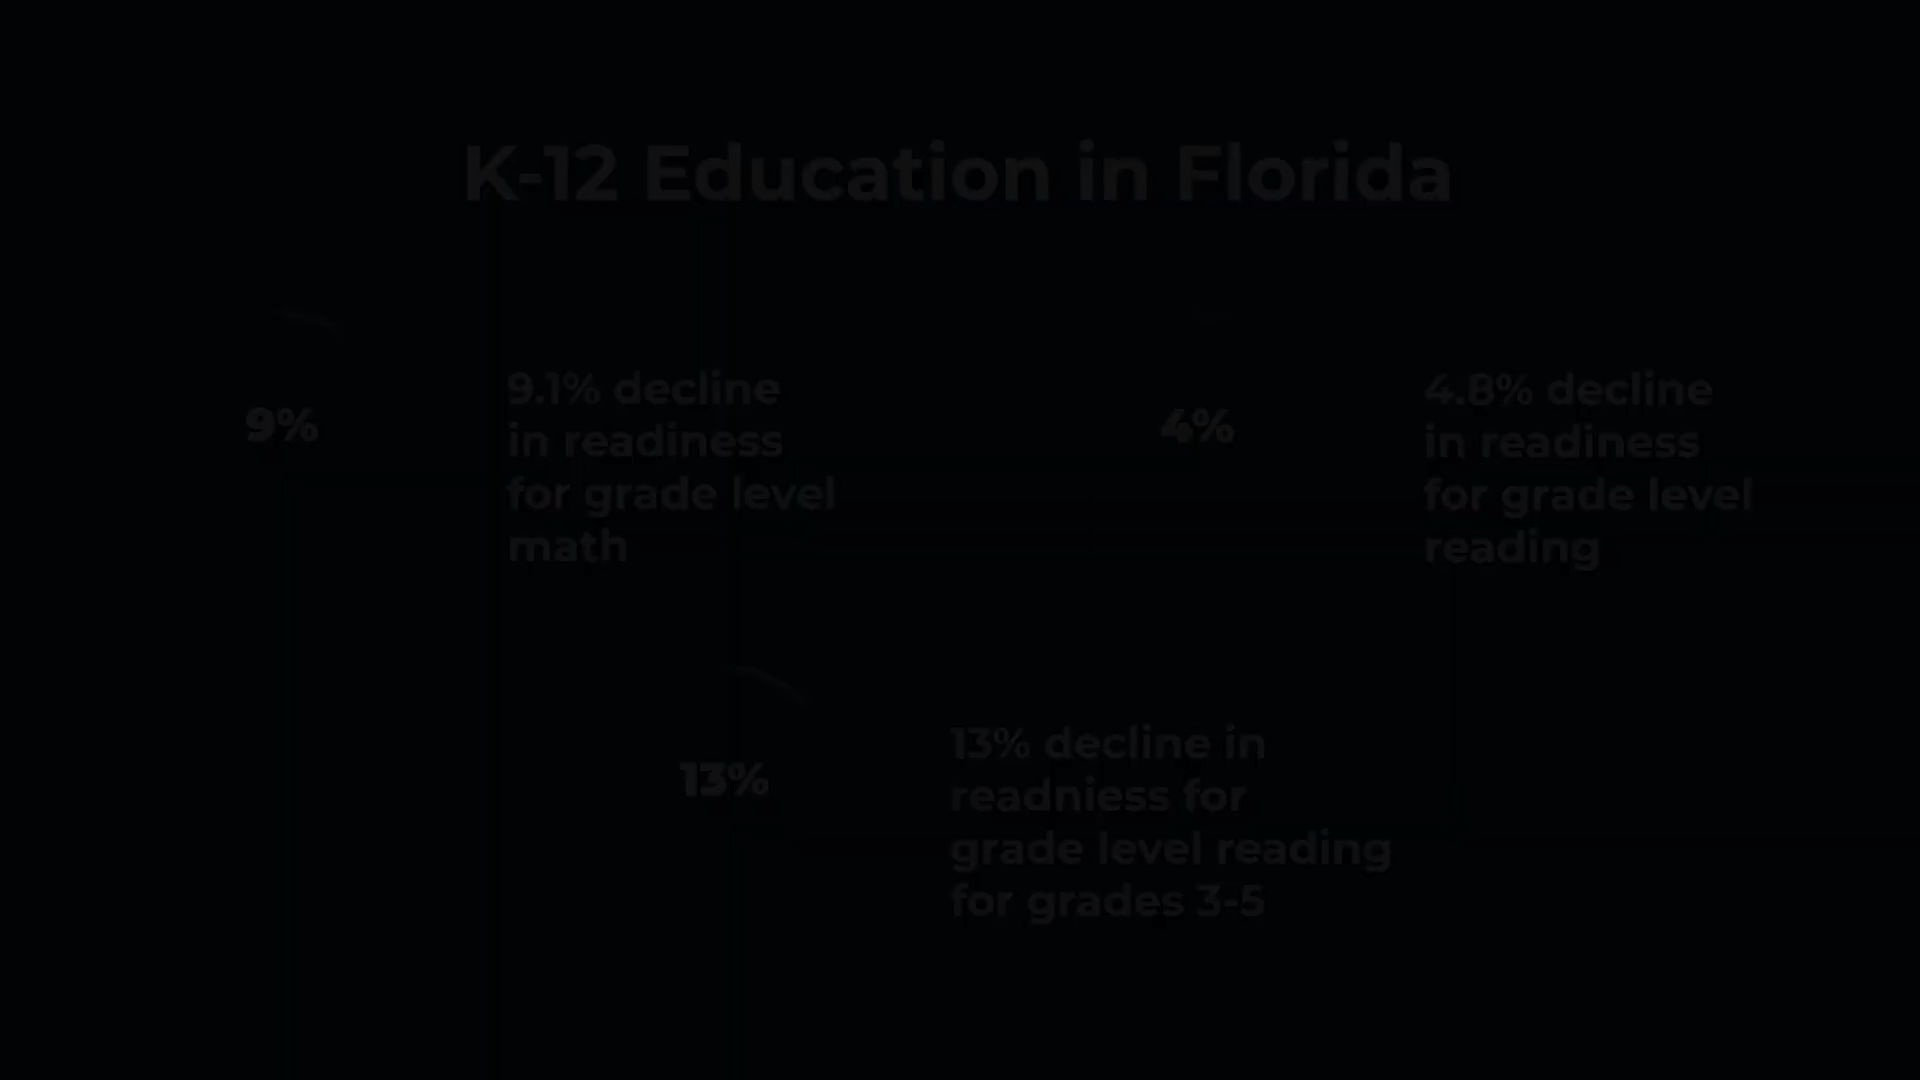 K-12 Education in Florida
9%
9.1% decline
in readiness
for grade level
math
4%
4.8% decline
in readiness
for grade level
reading
13%
13% decline in
readniess for
grade level reading
for grades 3-5